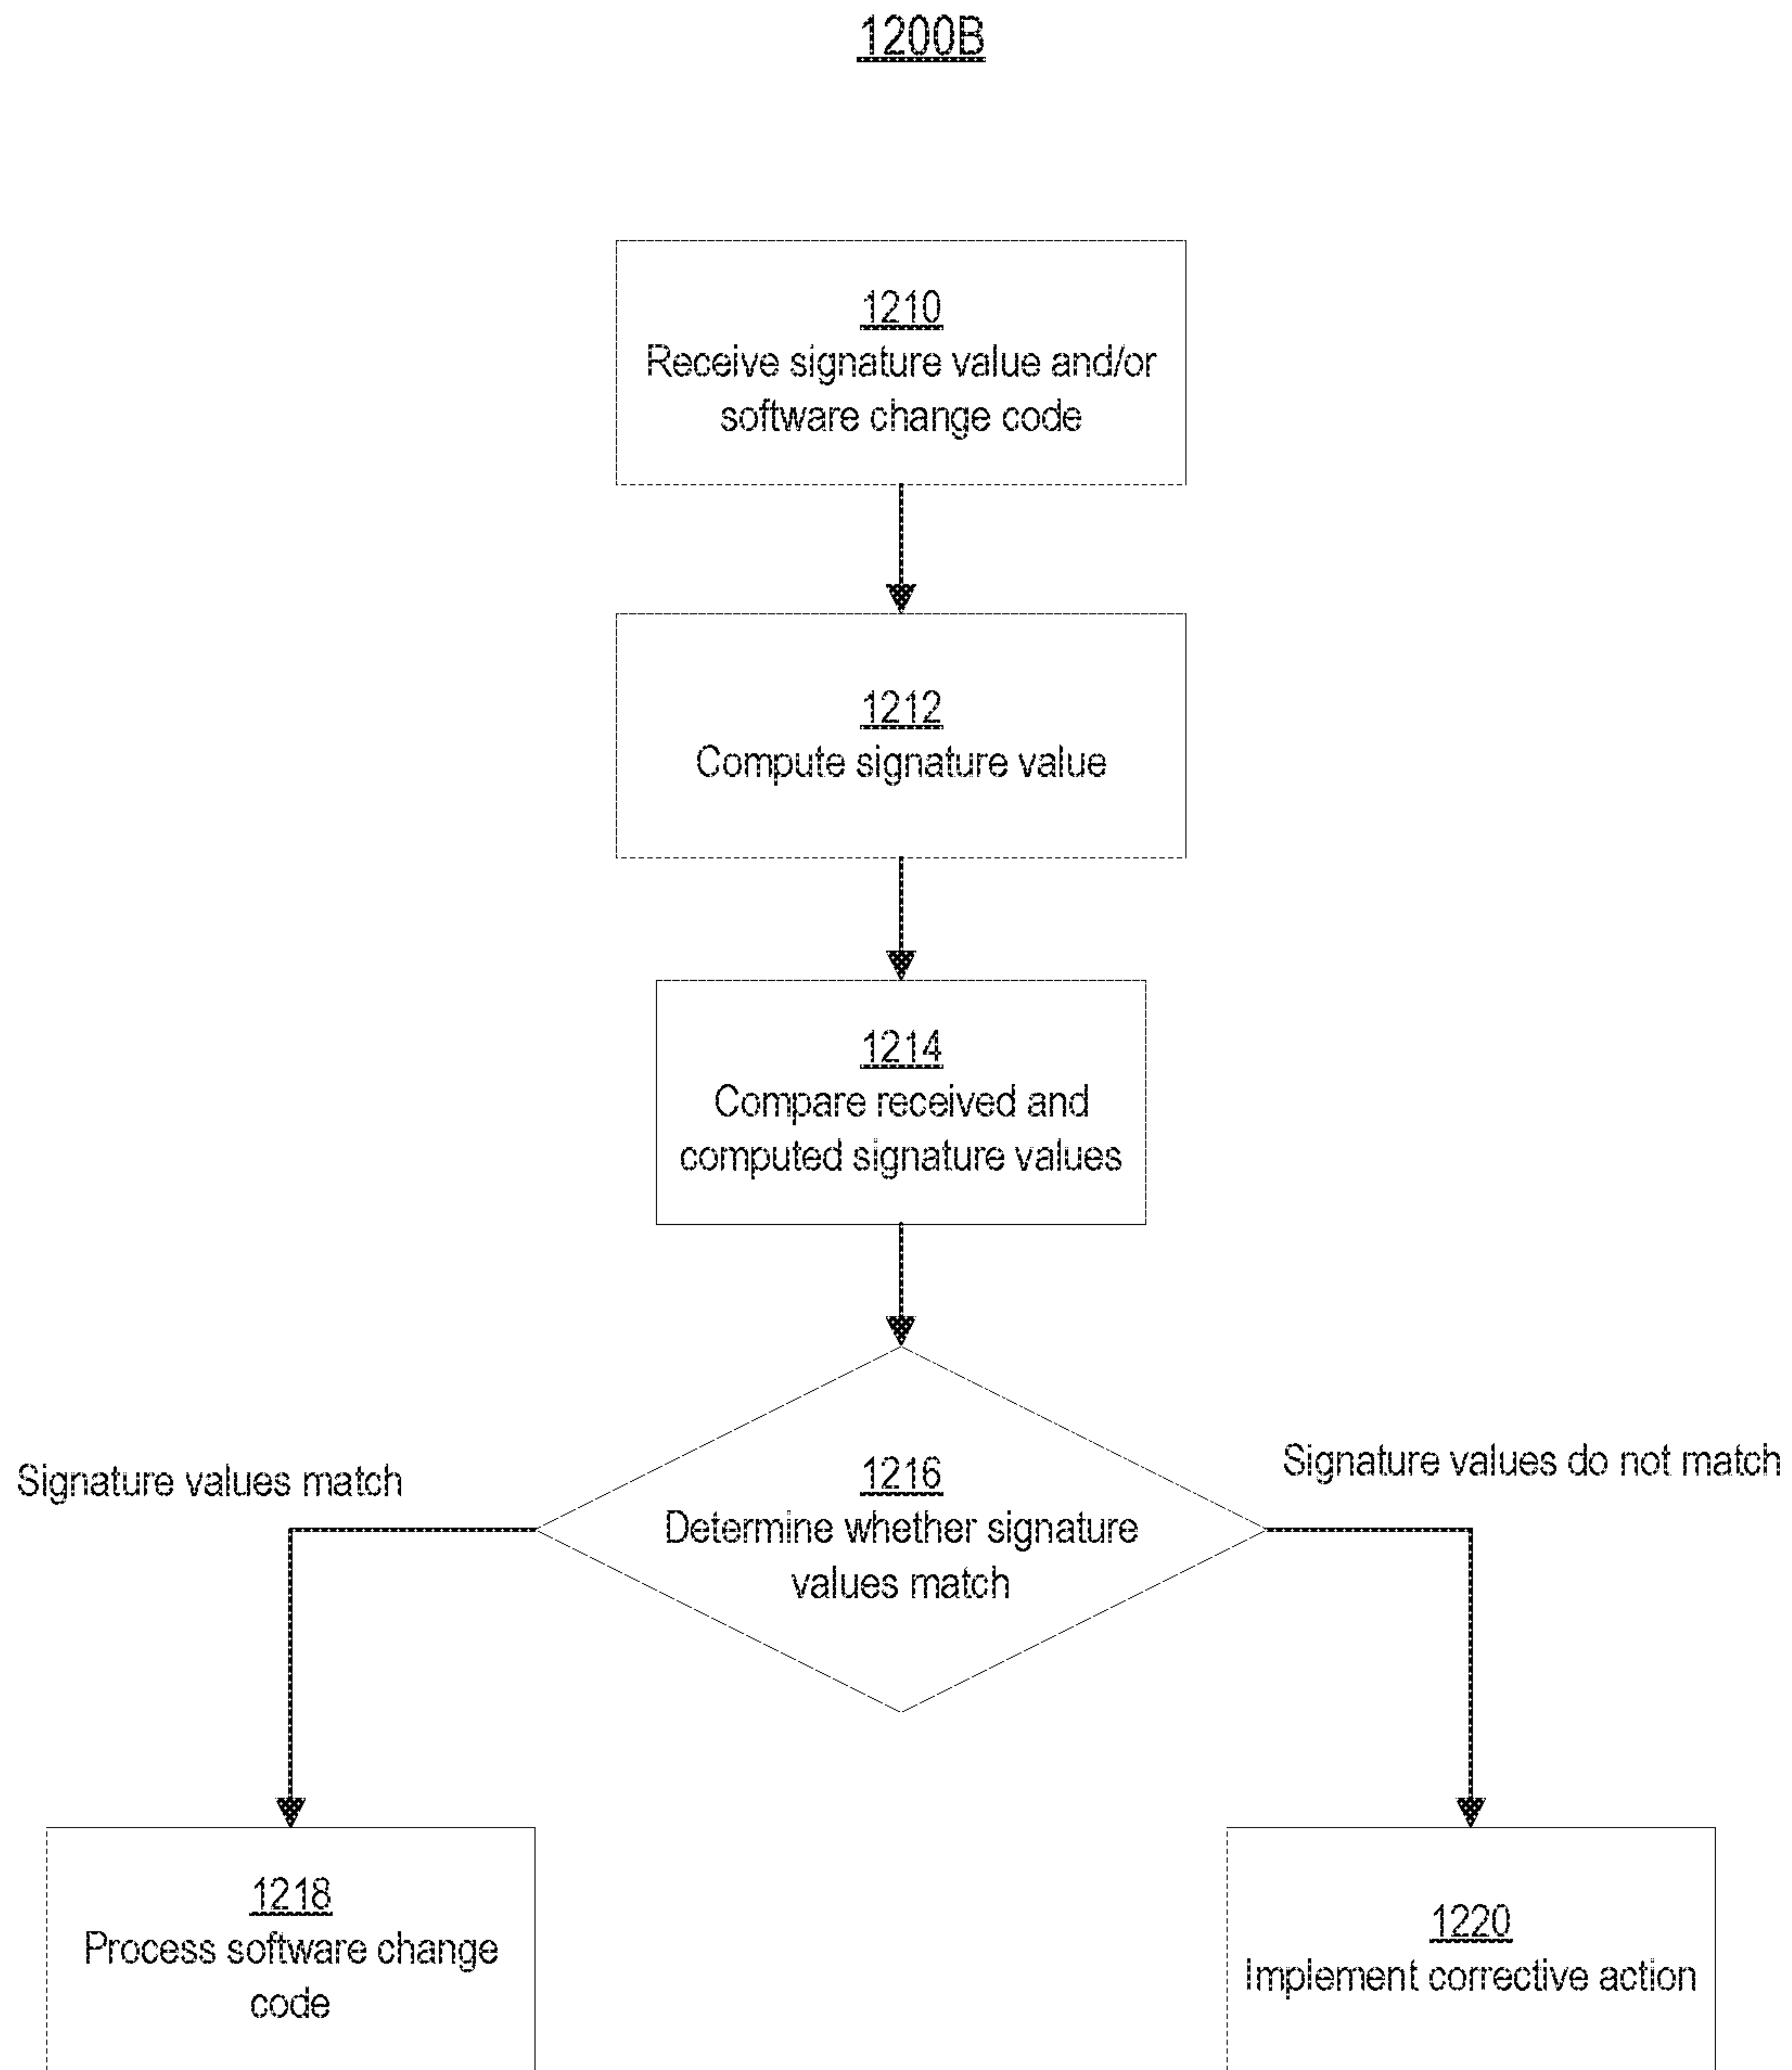 1200B
1210
Receive signature value and/or
software change code
1212
Compute signature value
1214
Compare received and
computed signature values
1216
Determine whether signature
values match
Signature values match
Signature values do not match
1218
Process software change
code
1220
Implement corrective action